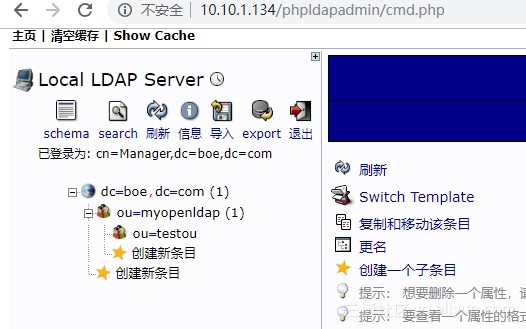 不安全 | 10.10.1.134/phpldapadmin/cmd.php
主页 | 清空缓存 | Show Cache
Local LDAP Server
schema search 刷新 信息 导入 export 退出
已登录为: cn=Manager,dc=boe,dc=com
dc=boe,dc=com (1)
ou=myopenldap (1)
ou=testou
创建新条目
创建新条目
刷新
Switch Template
复制和移动该条目
更名
创建一个子条目
提示: 想要删除一个属性,
提示: 要查看一个属性的格式